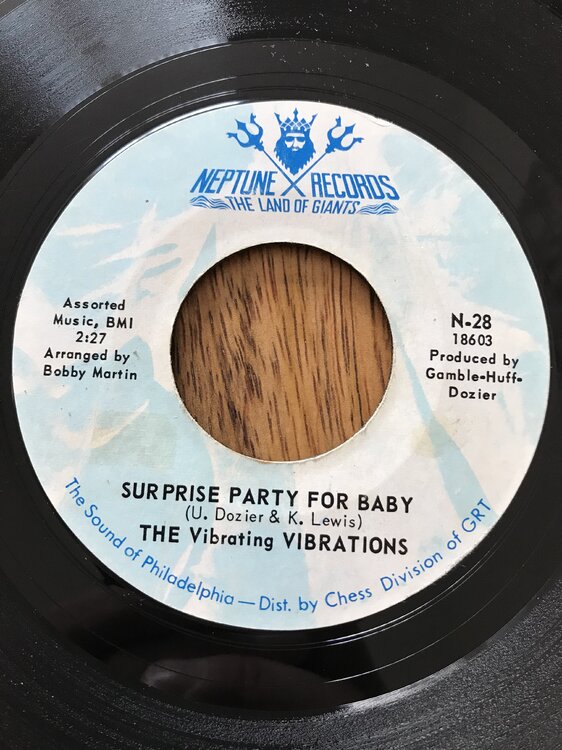 NEPTUNE RECORDS
THE LAND OF GIANTS
Assorted
Music, BMI
2:27
Arranged by
Bobby Martin
N-28
18603
Produced by
Gamble-Huff-
Dozier
SURPRISE PARTY FOR BABY
(U. Dozier & K. Lewis)
THE Vibrating VIBRATIONS
The Sound of Philadelphia — Dist. by Chess Division of GRT